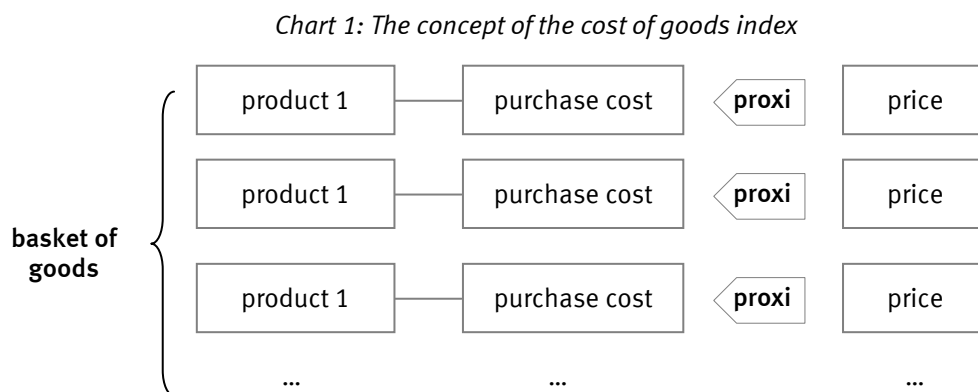 Chart 1: The concept of the cost of goods index
product 1 purchase cost proxi price
product 1 purchase cost proxi price
basket of
goods
product 1 purchase cost proxi price
... ... ...